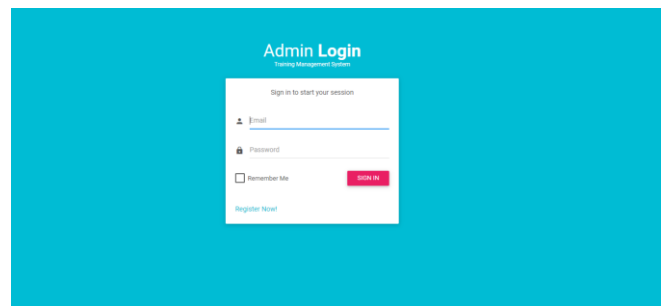 Admin Login
Training Management System
Sign in to start your session
Email
Password
Remember Me
SIGN IN
Register Now!